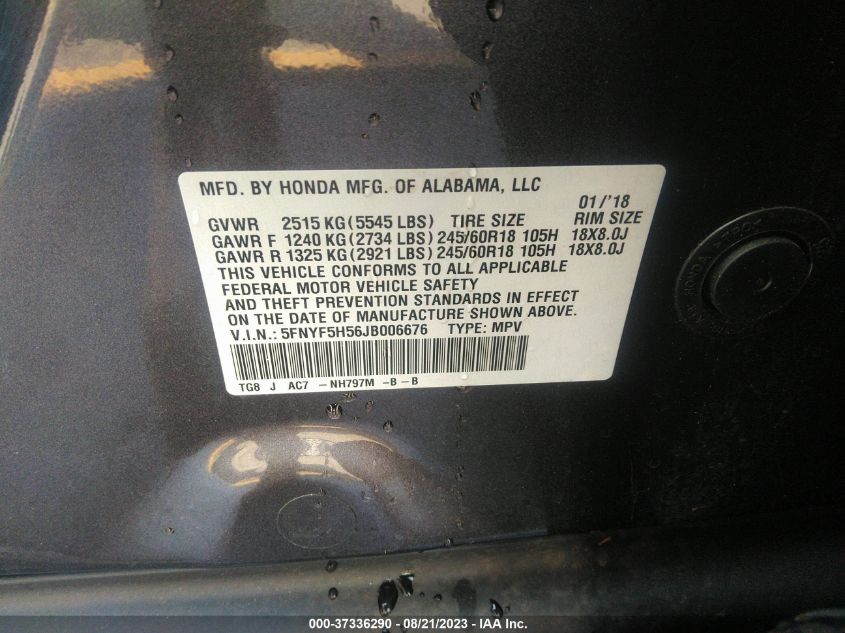 MFD. BY HONDA MFG. OF ALABAMA, LLC
01/'18
GVWR 2515 KG (5545 LBS) TIRE SIZE RIM SIZE
GAWR F 1240 KG (2734 LBS) 245/60R18 105H 18X8.0J
GAWR R 1325 KG (2921 LBS) 245/60R18 105H 18X8.0J
THIS VEHICLE CONFORMS TO ALL APPLICABLE
FEDERAL MOTOR VEHICLE SAFETY
AND THEFT PREVENTION STANDARDS IN EFFECT
ON THE DATE OF MANUFACTURE SHOWN ABOVE.
V.I.N.: 5FNYF5H56JB006676 TYPE: MPV
TG8 J AC7 -NH797M -B-B
HONDA
000-37336290 - 08/21/2023 - IAA Inc.